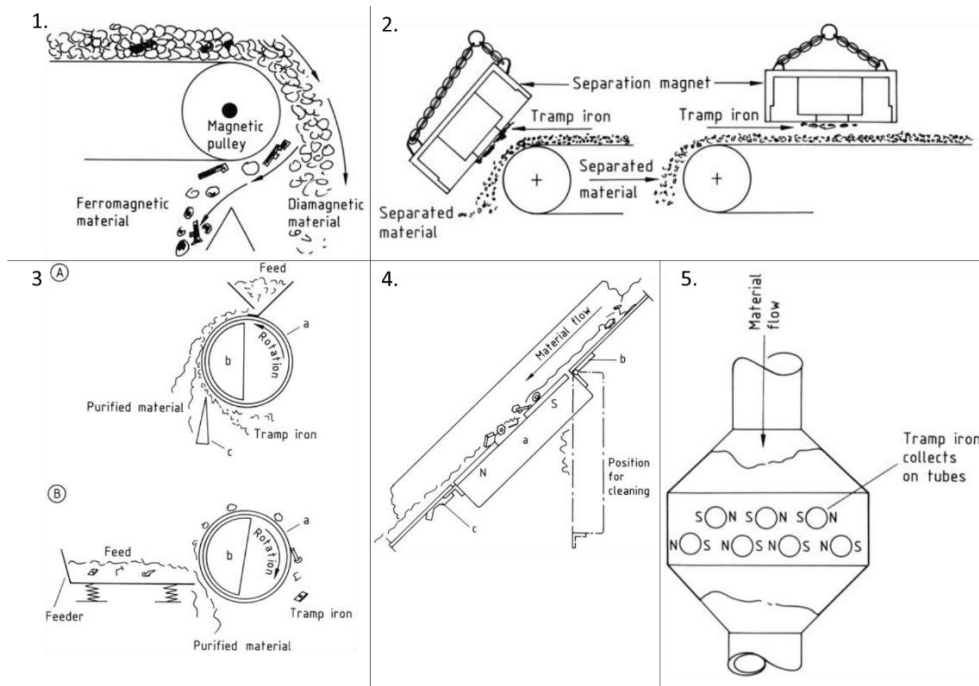 1.
Magnetic
pulley
Ferromagnetic
material
Diamagnetic
material
2.
Separation magnet
Tramp iron
Tramp iron
Separated
material
Separated
material
3
A
Feed
a
b
Rotation
Purified material
Tramp iron
c
B
Feed
a
b
Rotation
Feeder
Tramp iron
Purified material
4.
Material flow
b
S
a
N
Position
for
cleaning
c
5.
Material
flow
Tramp iron
collects
on tubes
S N S N S N
N S N S N S N S